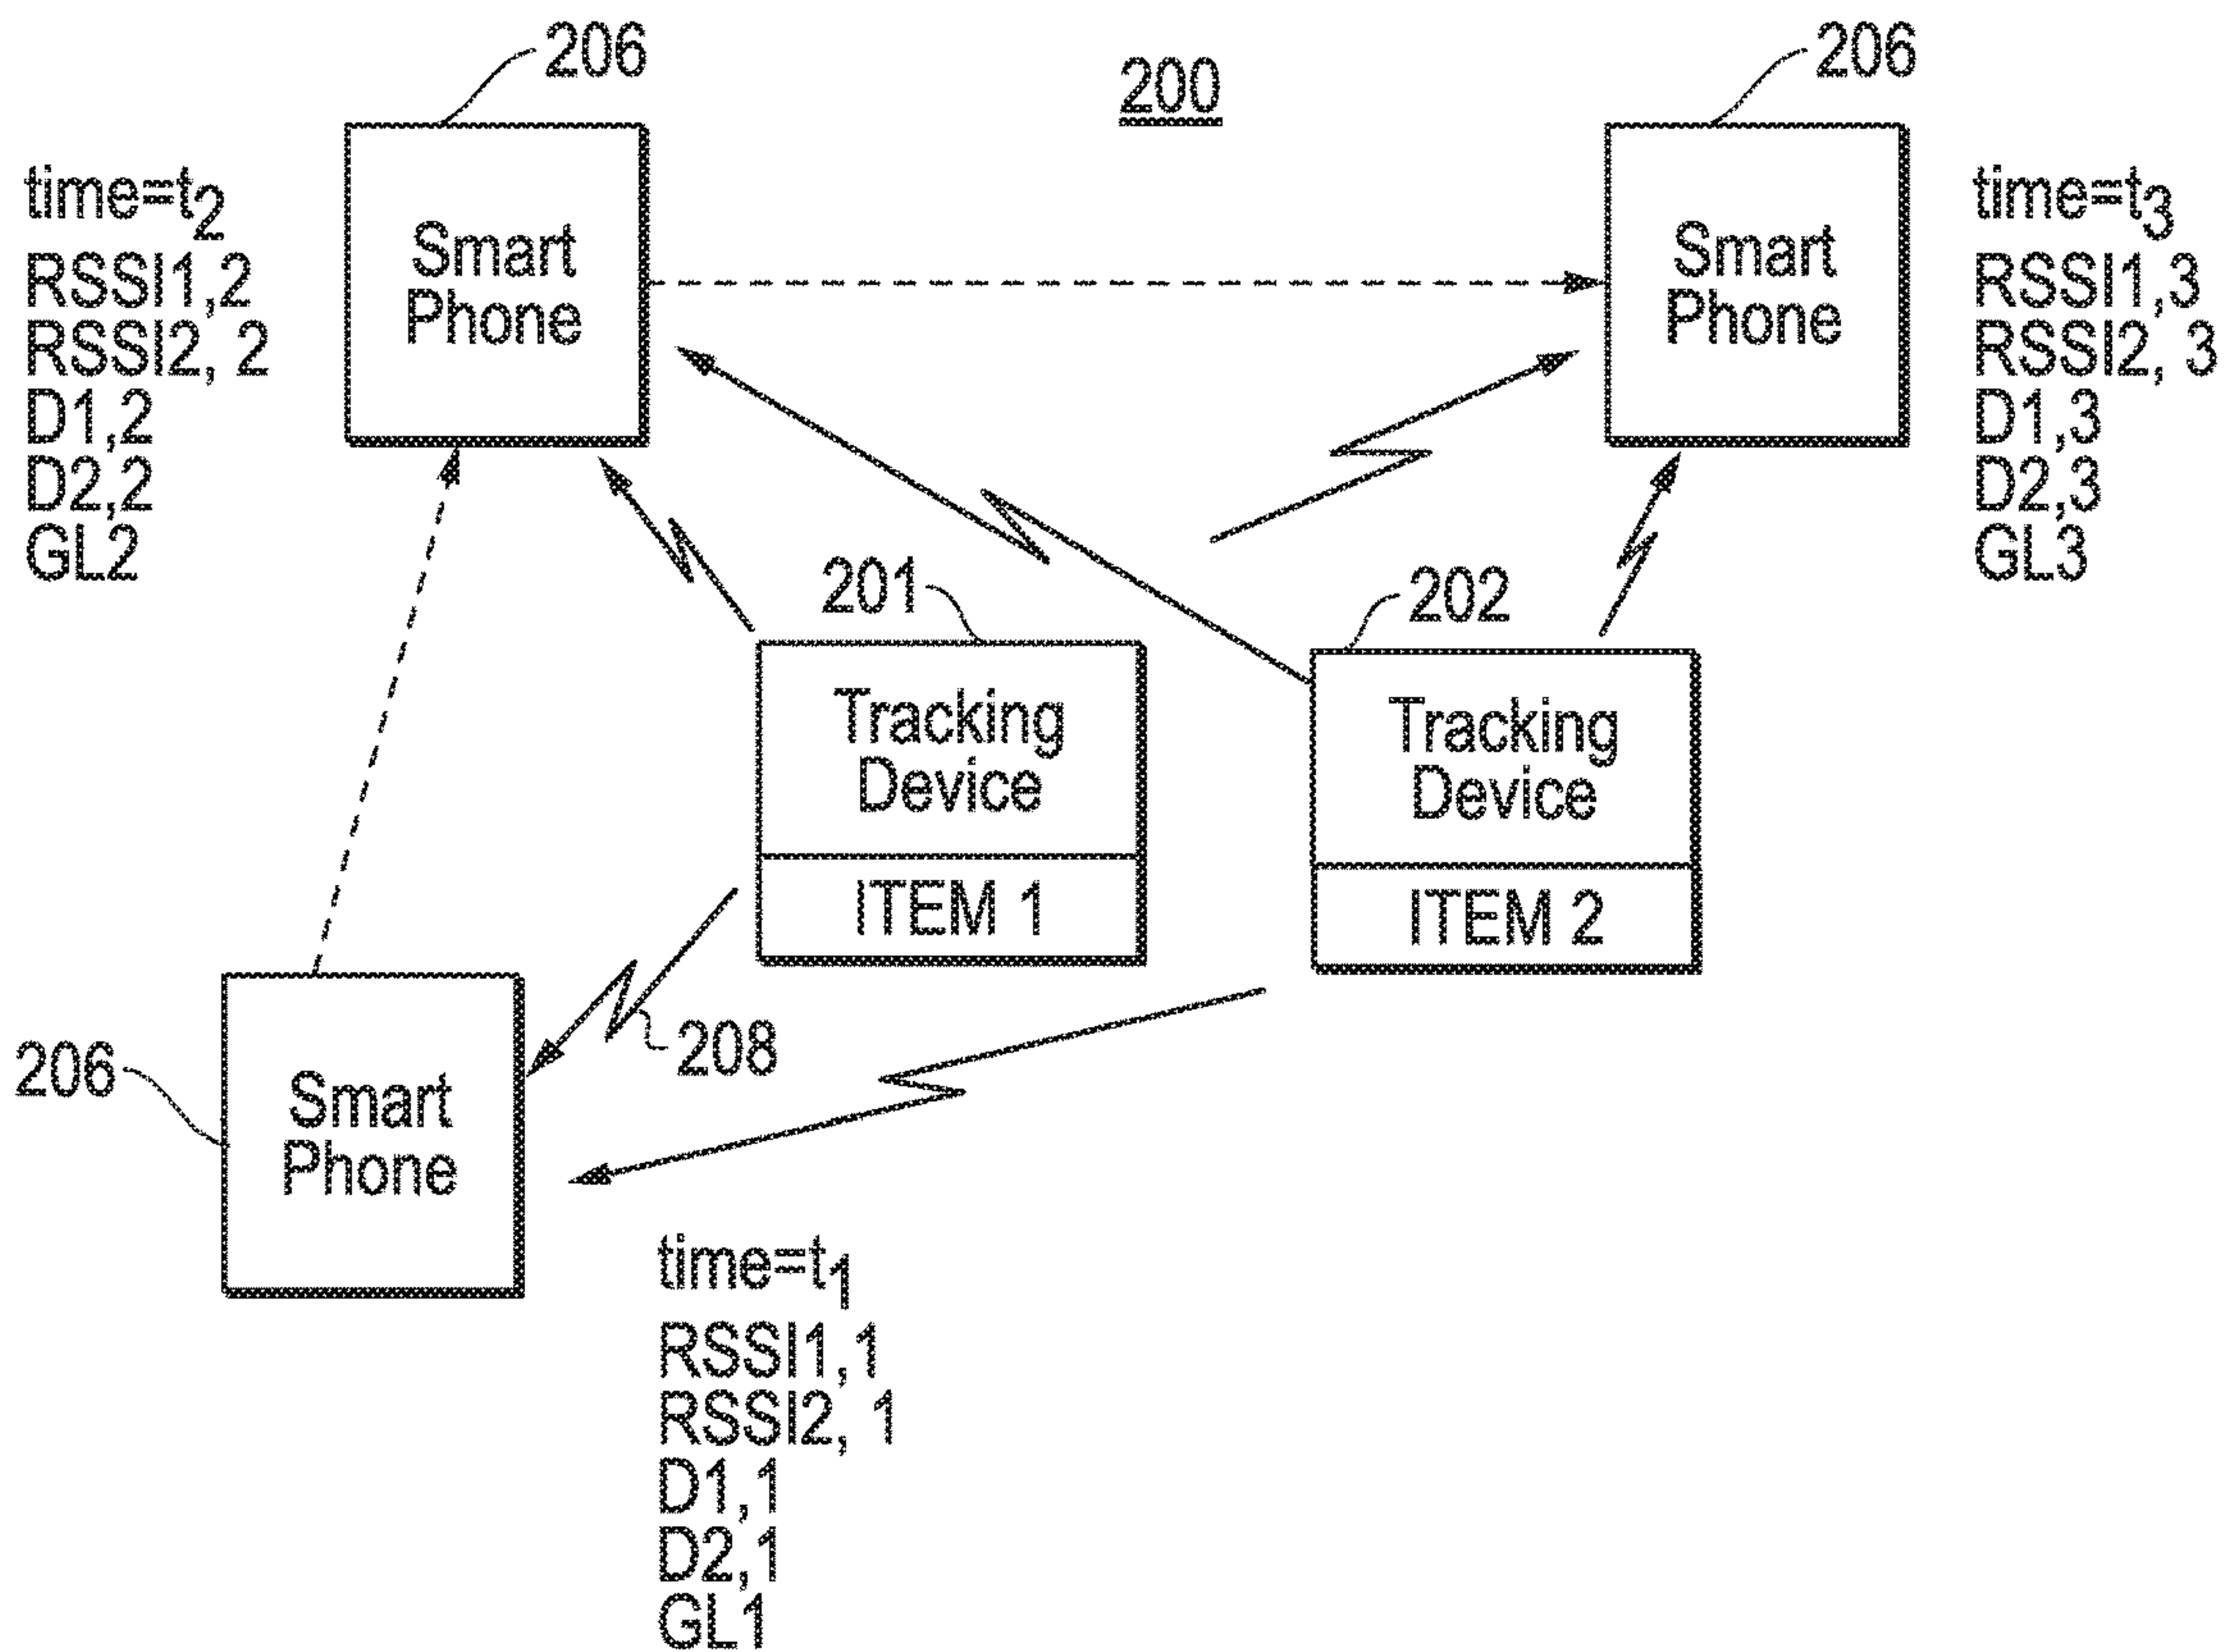 206
200
206
time=t2
RSSI1,2
RSSI2, 2
D1,2
D2,2
GL2
Smart
Phone
Smart
Phone
time=t3
RSSI1,3
RSSI2, 3
D1,3
D2,3
GL3
201
202
Tracking
Device
ITEM 1
Tracking
Device
ITEM 2
206
Smart
Phone
208
time=t1
RSSI1,1
RSSI2, 1
D1,1
D2,1
GL1